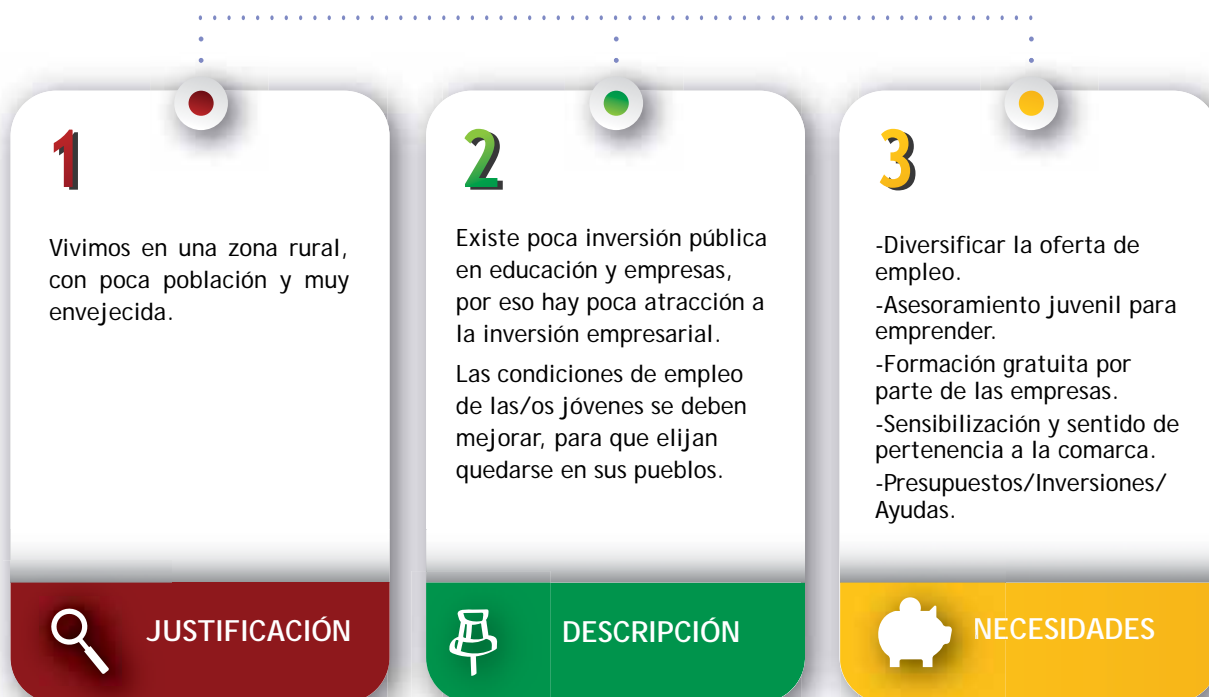 1
Vivimos en una zona rural,
con poca población y muy
envejecida.
JUSTIFICACIÓN
2
Existe poca inversión pública
en educación y empresas,
por eso hay poca atracción a
la inversión empresarial.
Las condiciones de empleo
de las/os jóvenes se deben
mejorar, para que elijan
quedarse en sus pueblos.
DESCRIPCIÓN
3
-Diversificar la oferta de
empleo.
-Asesoramiento juvenil para
emprender.
-Formación gratuita por
parte de las empresas.
-Sensibilización y sentido de
pertenencia a la comarca.
-Presupuestos/Inversiones/
Ayudas.
NECESIDADES